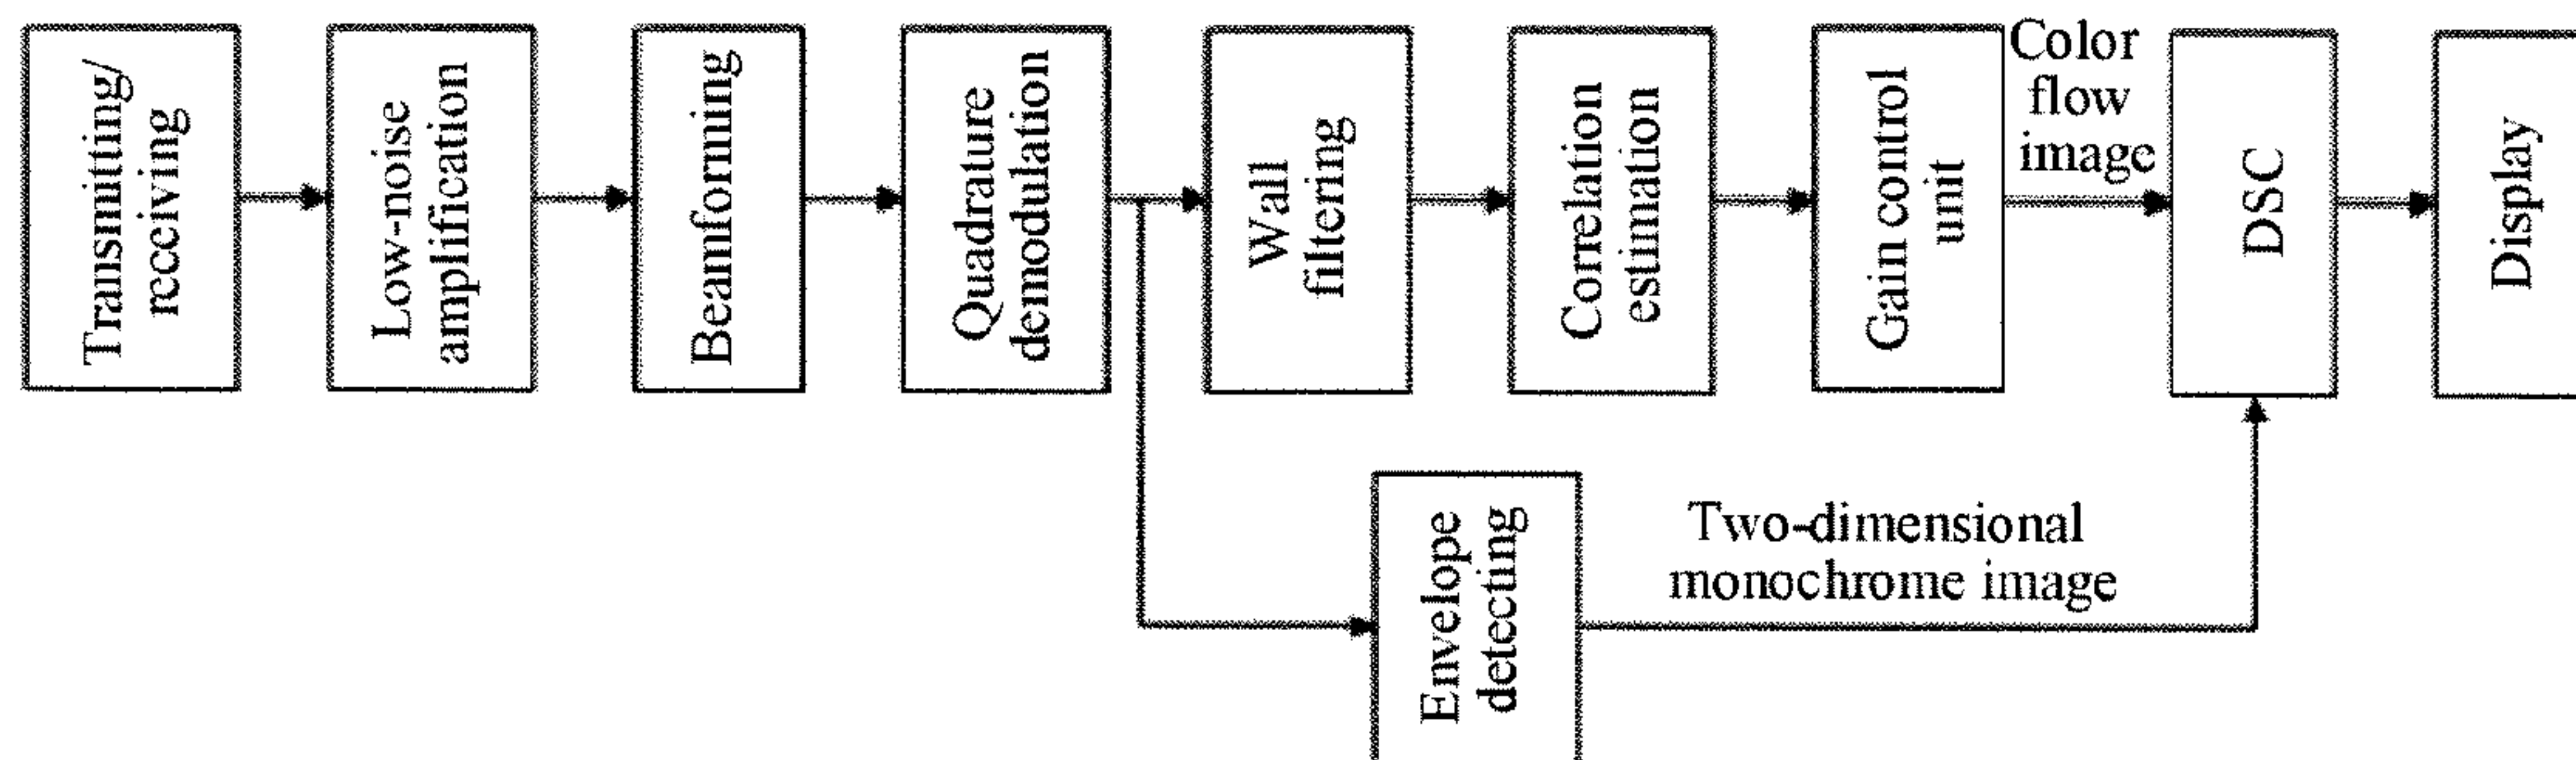 Transmitting/
receiving
Low-noise
amplification
Beamforming
Quadrature
demodulation
Wall
filtering
Correlation
estimation
Gain control
unit
Color
flow
image
DSC
Display
Envelope
detecting
Two-dimensional
monochrome image